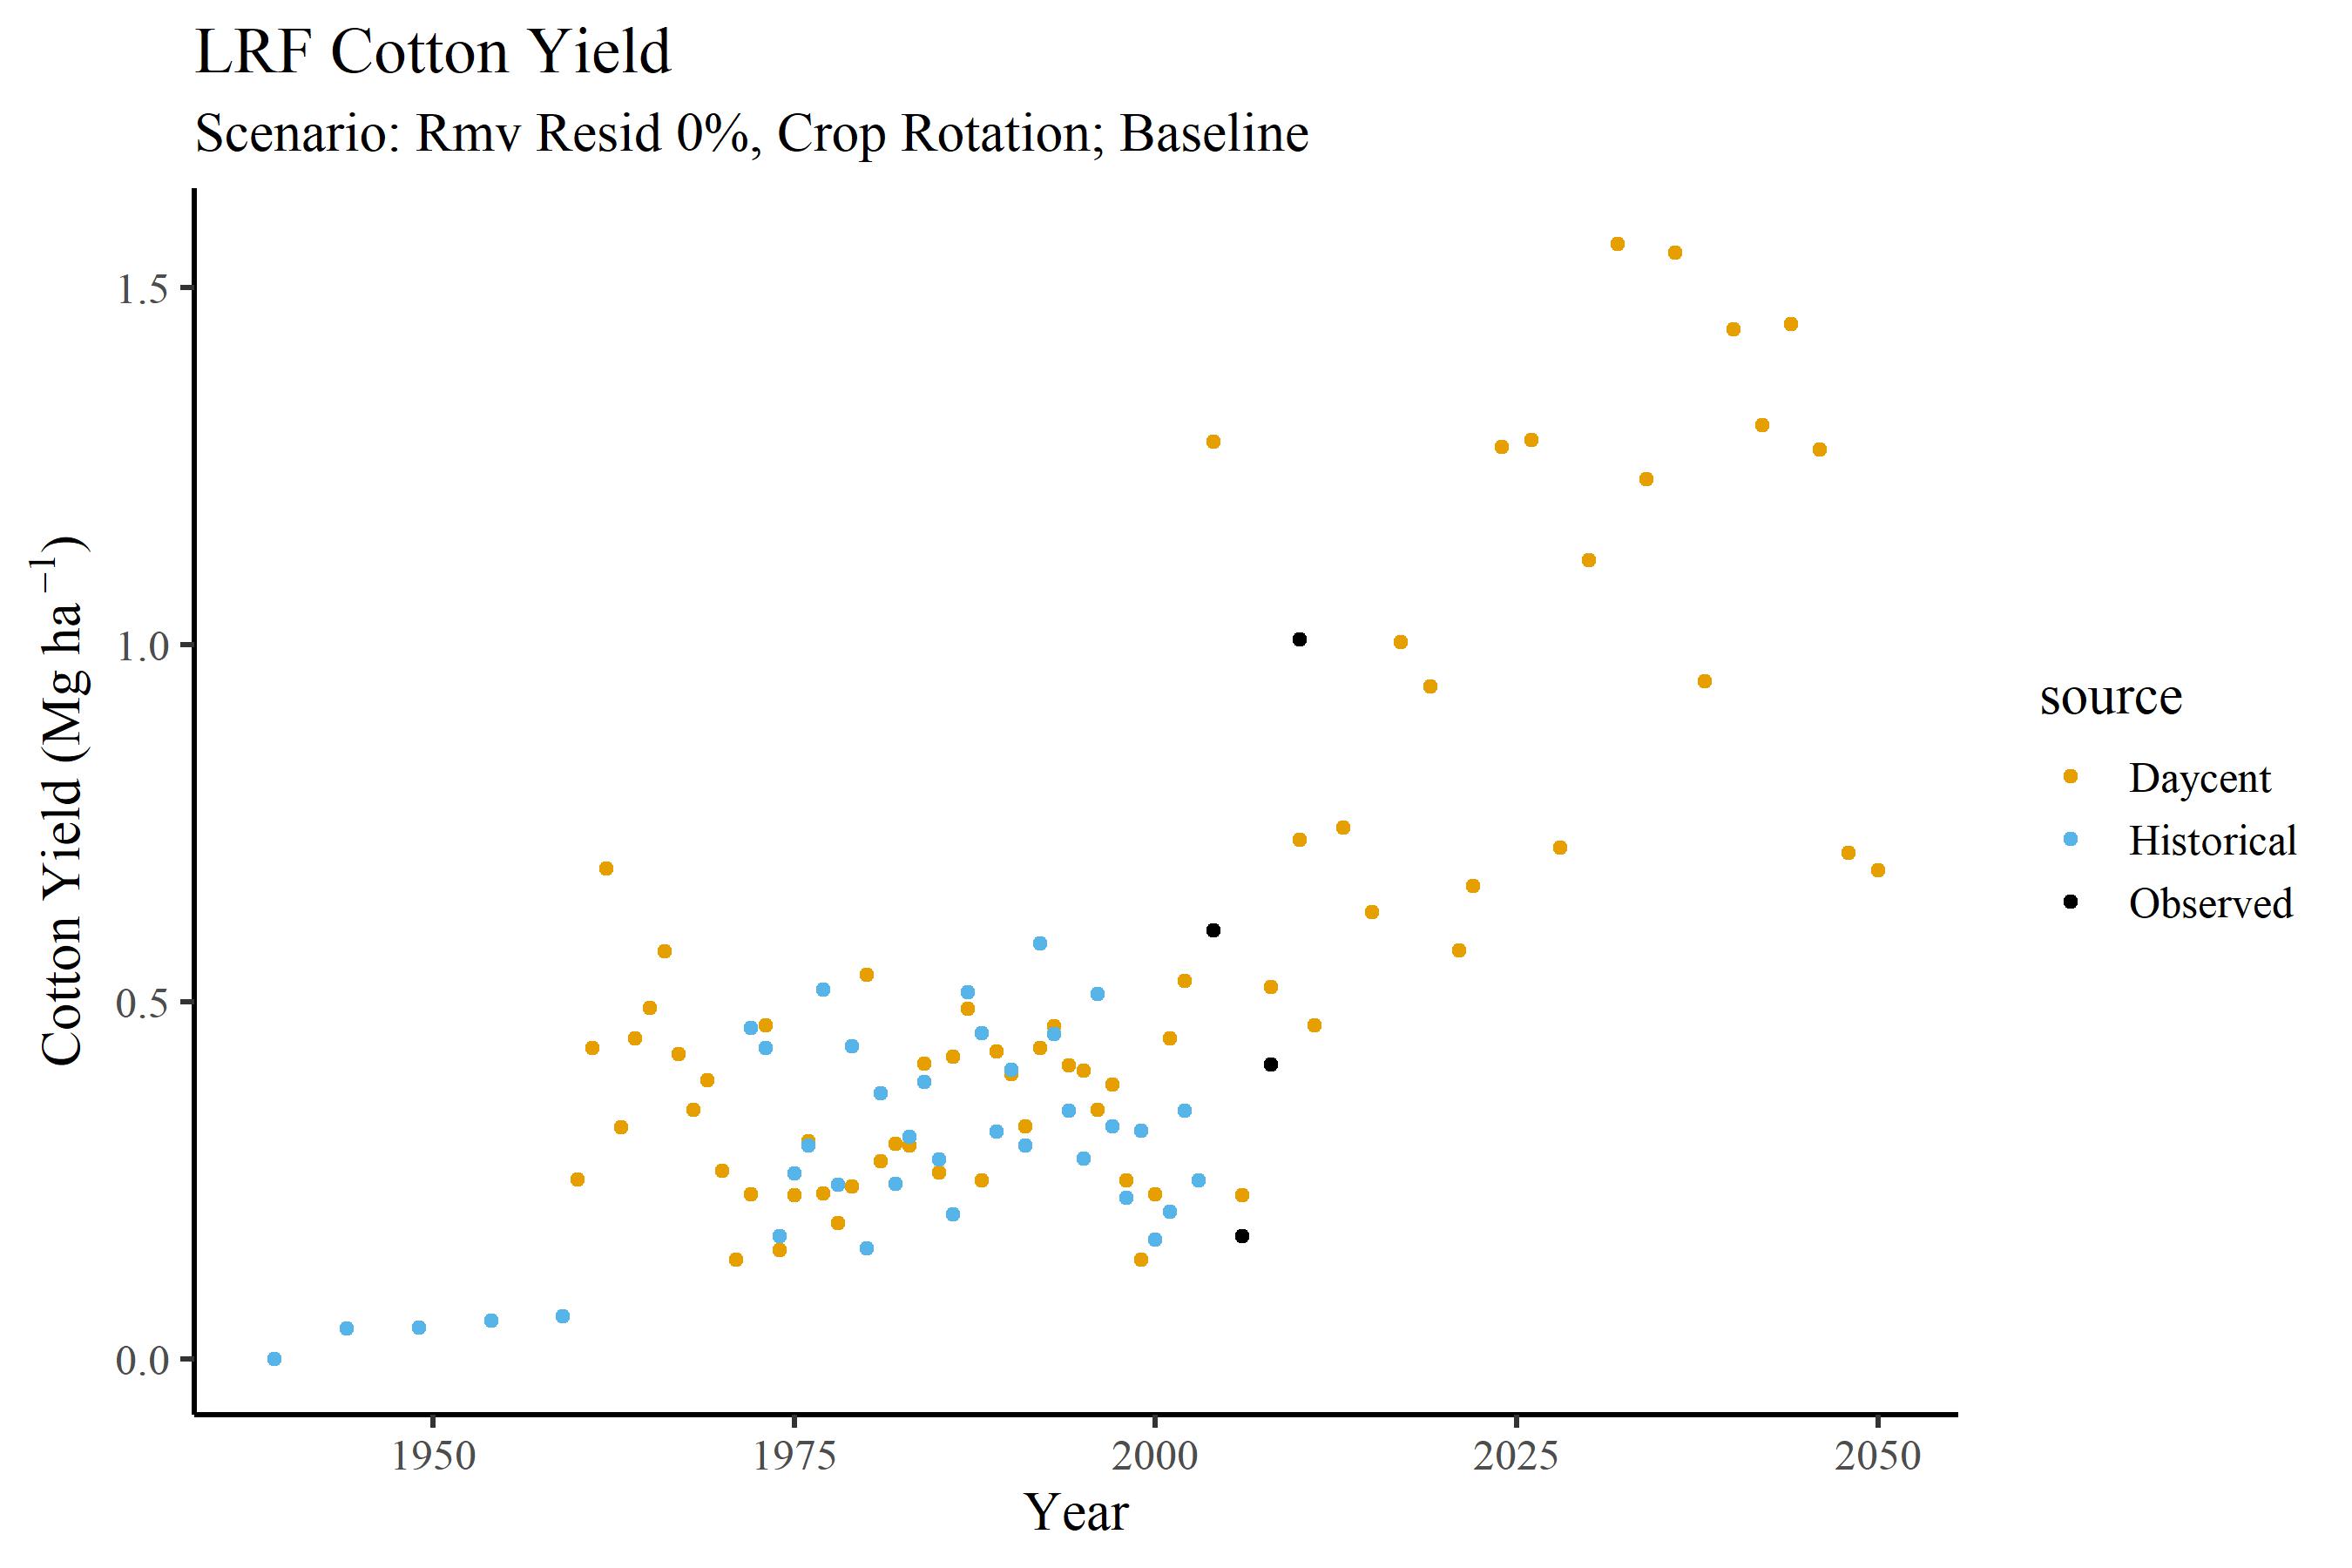 LRF Cotton Yield
Scenario: Rmv Resid 0%, Crop Rotation; Baseline
Cotton Yield (Mg ha⁻¹)
1.5
1.0
0.5
0.0
1950 1975 2000 2025 2050
Year
source
Daycent
Historical
Observed